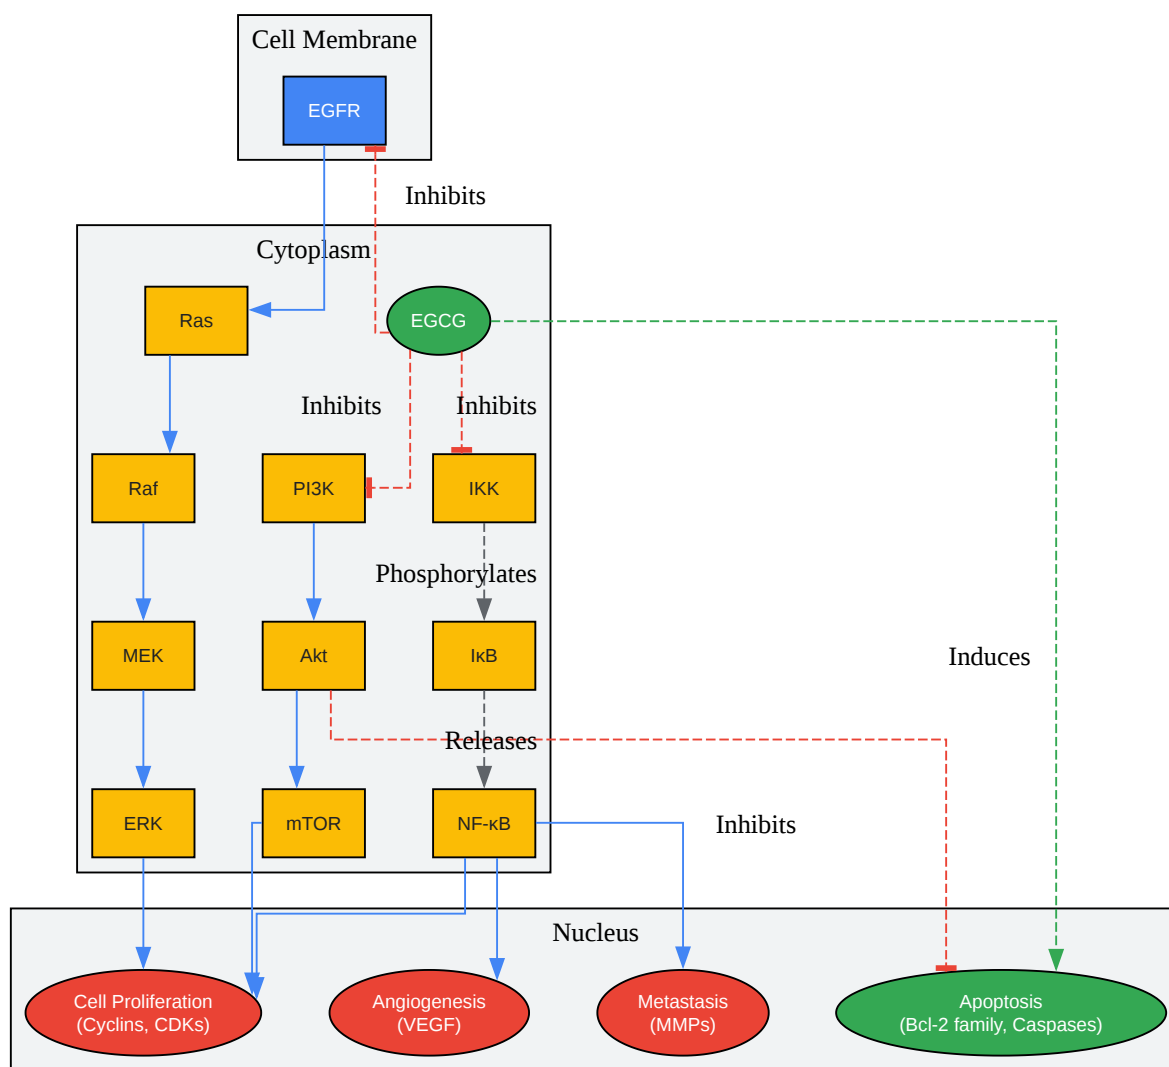 Cell Membrane
EGFR
Inhibits
Cytoplasm
Ras
EGCG
Inhibits
Inhibits
Raf
PI3K
IKK
Phosphorylates
MEK
Akt
IκB
Induces
Releases
ERK
mTOR
NF-κB
Inhibits
Nucleus
Cell Proliferation
(Cyclins, CDKs)
Angiogenesis
(VEGF)
Metastasis
(MMPs)
Apoptosis
(Bcl-2 family, Caspases)